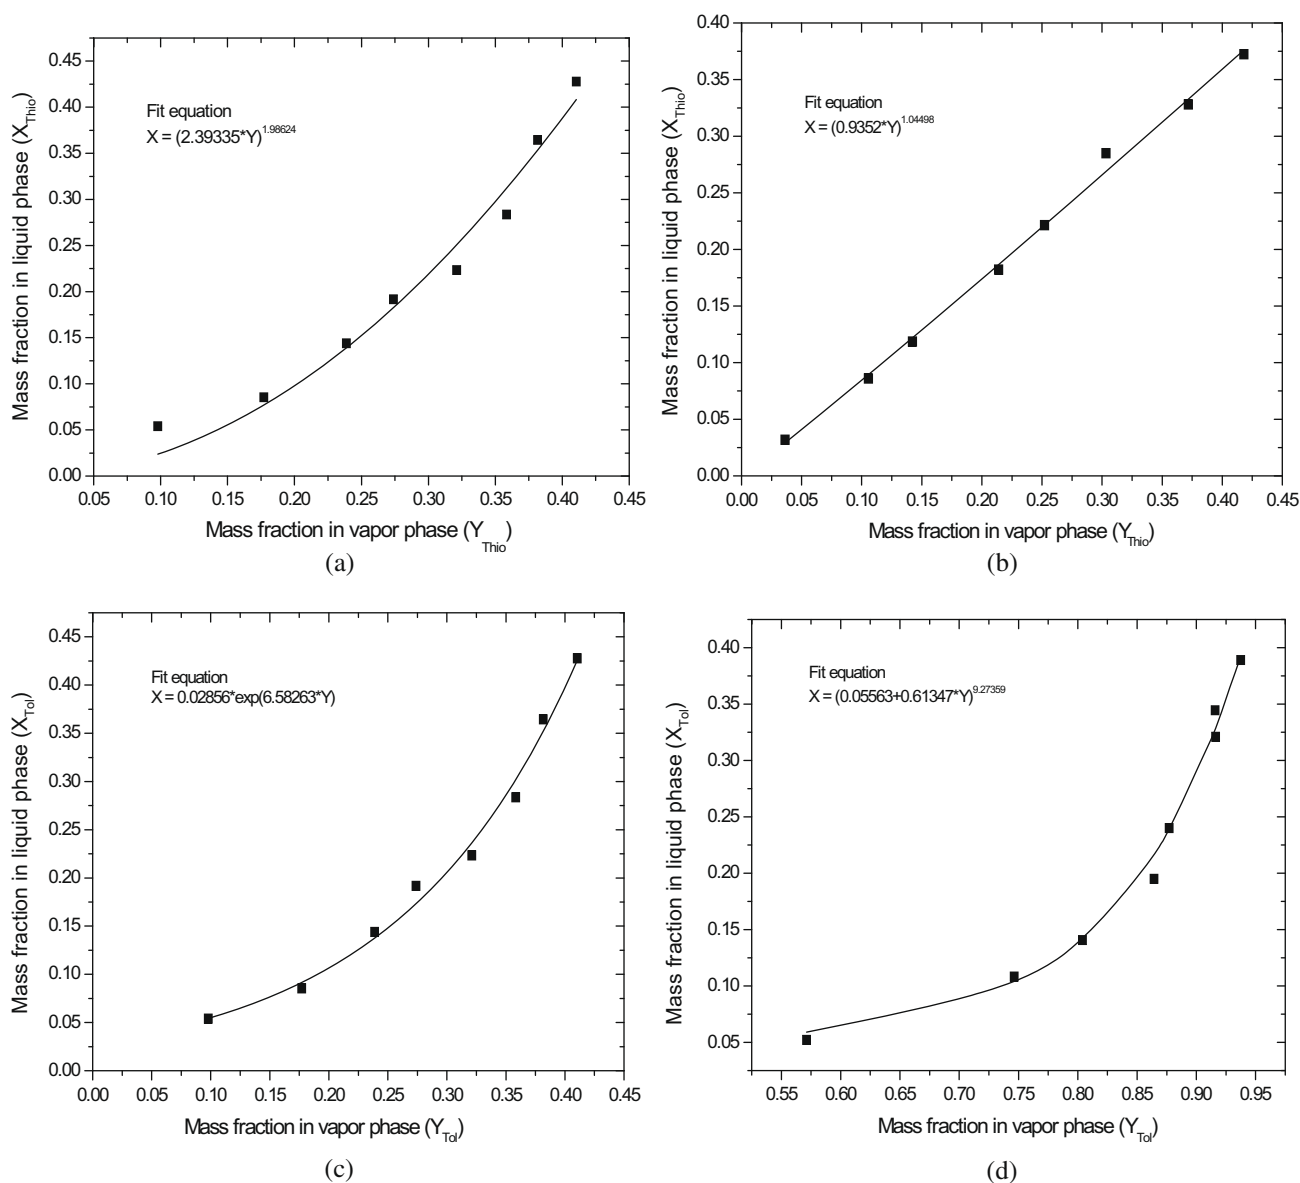 0.45
0.40
0.35
0.30
0.25
0.20
0.15
0.10
0.05
0.00
Mass fraction in liquid phase (X_Thio)
Fit equation
X = (2.39335*Y)^1.98624
0.05 0.10 0.15 0.20 0.25 0.30 0.35 0.40 0.45
Mass fraction in vapor phase (Y_Thio)
(a)
0.40
0.35
0.30
0.25
0.20
0.15
0.10
0.05
0.00
Mass fraction in liquid phase (X_Thio)
Fit equation
X = (0.9352*Y)^1.04498
0.00 0.05 0.10 0.15 0.20 0.25 0.30 0.35 0.40 0.45
Mass fraction in vapor phase (Y_Thio)
(b)
0.45
0.40
0.35
0.30
0.25
0.20
0.15
0.10
0.05
0.00
Mass fraction in liquid phase (X_Tol)
Fit equation
X = 0.02856*exp(6.58263*Y)
0.00 0.05 0.10 0.15 0.20 0.25 0.30 0.35 0.40 0.45
Mass fraction in vapor phase (Y_Tol)
(c)
0.40
0.35
0.30
0.25
0.20
0.15
0.10
0.05
Mass fraction in liquid phase (X_Tol)
Fit equation
X = (0.05563+0.61347*Y)^9.27359
0.55 0.60 0.65 0.70 0.75 0.80 0.85 0.90 0.95
Mass fraction in vapor phase (Y_Tol)
(d)